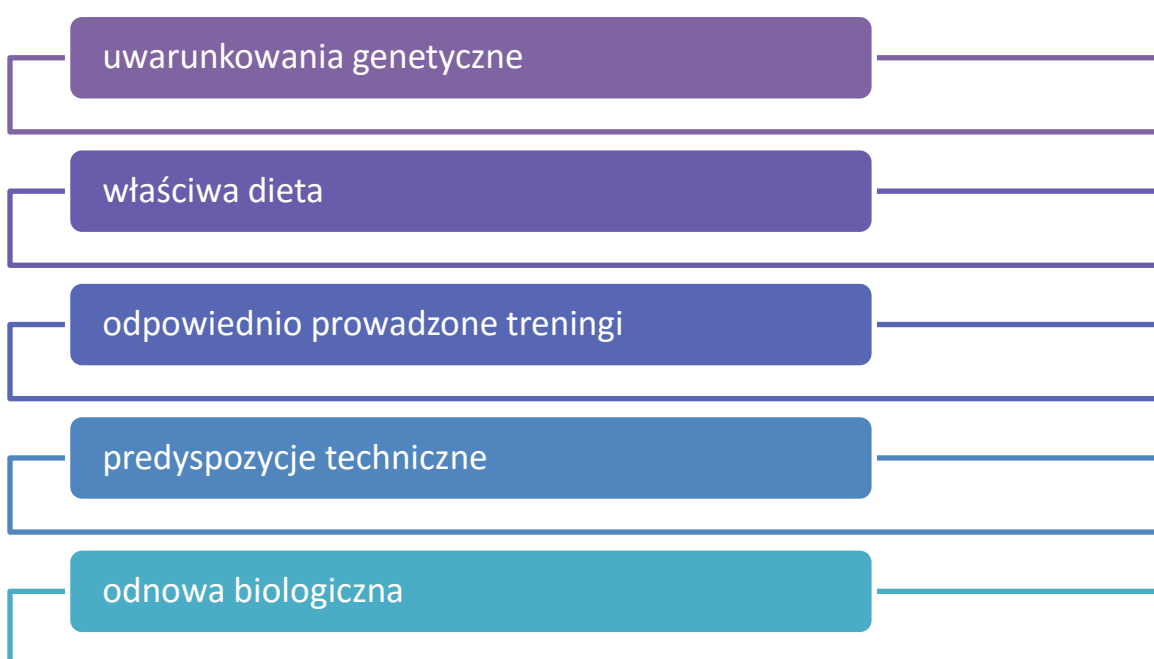 uwarunkowania genetyczne
właściwa dieta
odpowiednio prowadzone treningi
predyspozycje techniczne
odnowa biologiczna